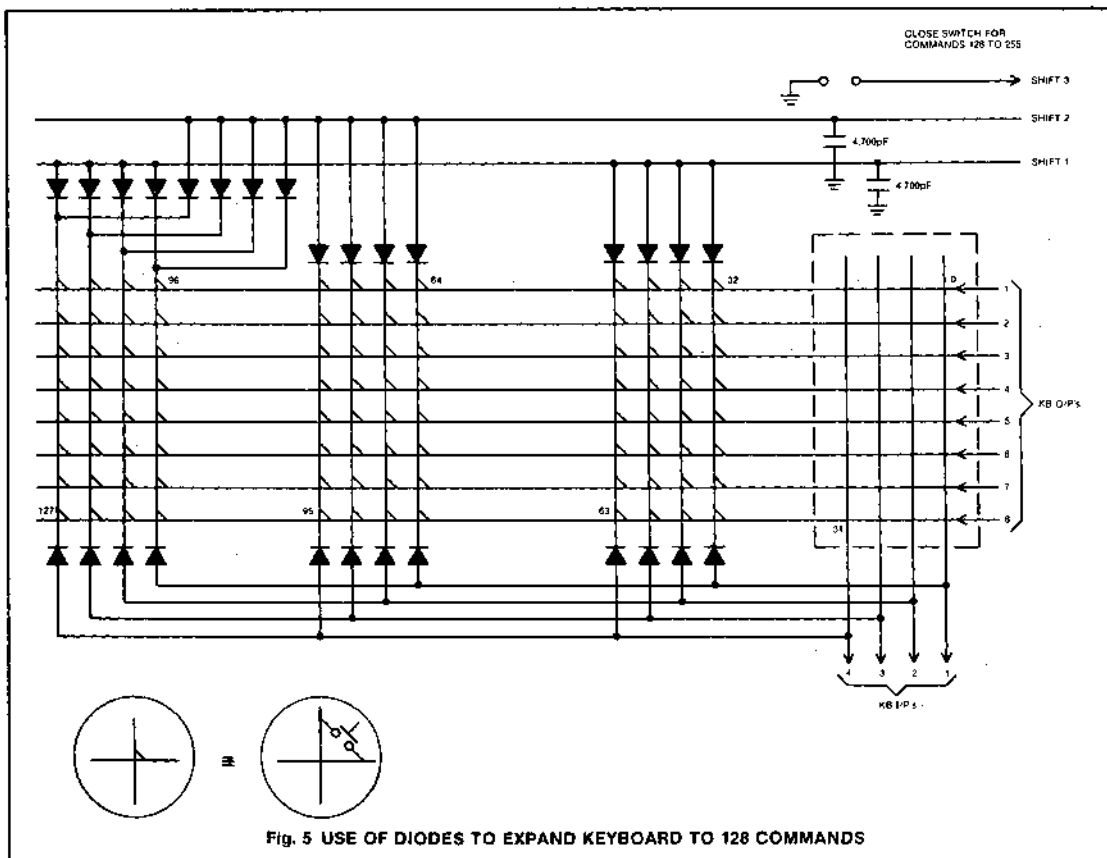 CLOSE SWITCH FOR
COMMANDS 128 TO 255
SHIFT 3
SHIFT 2
4,700pF
SHIFT 1
4 700pF
96
64
32
0
1
2
3
4
5
6
7
8
KB O/P's
127
95
63
31
4 3 2 1
KB I/P's
Fig. 5 USE OF DIODES TO EXPAND KEYBOARD TO 128 COMMANDS